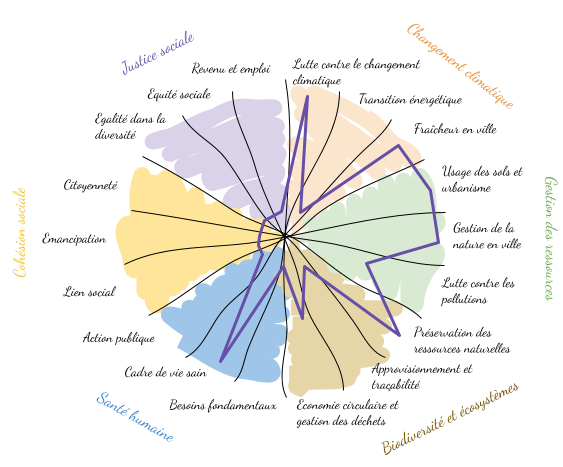 Justice sociale
Changement climatique
Revenu et emploi
Lutte contre le changement
climatique
Equité sociale
Transition énergétique
Egalité dans la
diversité
Fraîcheur en ville
Usage des sols et
urbanisme
Citoyenneté
Cohésion sociale
Gestion des ressources
Emancipation
Gestion de la
nature en ville
Lien social
Lutte contre les
pollutions
Action publique
Préservation des
ressources naturelles
Cadre de vie sain
Approvisionnement et
traçabilité
Besoins fondamentaux
Economie circulaire et
gestion des déchets
Santé humaine
Biodiversité et écosystèmes